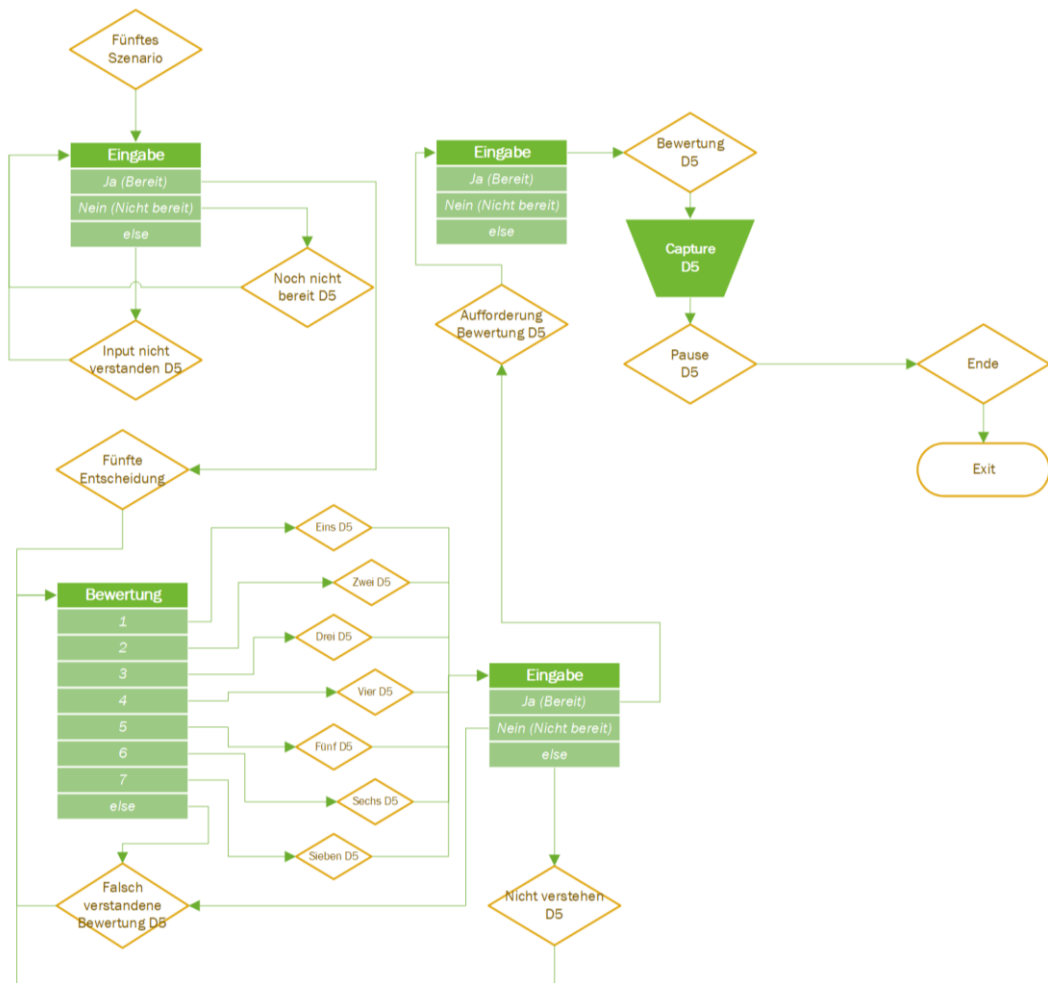 Fünftes
Szenario
Eingabe
Ja (Bereit)
Nein (Nicht bereit)
else
Noch nicht
bereit D5
Input nicht
verstanden D5
Fünfte
Entscheidung
Eingabe
Ja (Bereit)
Nein (Nicht bereit)
else
Bewertung
D5
Capture
D5
Aufforderung
Bewertung D5
Pause
D5
Ende
Exit
Bewertung
1
2
3
4
5
6
7
else
Eins D5
Zwei D5
Drei D5
Vier D5
Fünf D5
Sechs D5
Sieben D5
Eingabe
Ja (Bereit)
Nein (Nicht bereit)
else
Falsch
verstandene
Bewertung D5
Nicht verstehen
D5